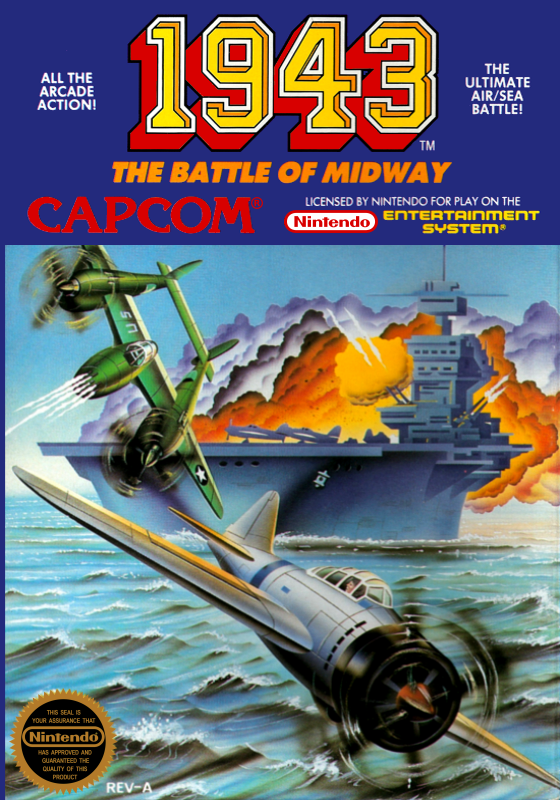 ALL THE
ARCADE
ACTION!
1943
TM
THE ULTIMATE
AIR/SEA
BATTLE!
THE BATTLE OF MIDWAY
CAPCOM®
LICENSED BY NINTENDO FOR PLAY ON THE
Nintendo
ENTERTAINMENT
SYSTEM®
US
THIS SEAL IS
YOUR ASSURANCE THAT
Nintendo
HAS APPROVED AND
GUARANTEED THE
QUALITY OF THIS
PRODUCT
REV-A